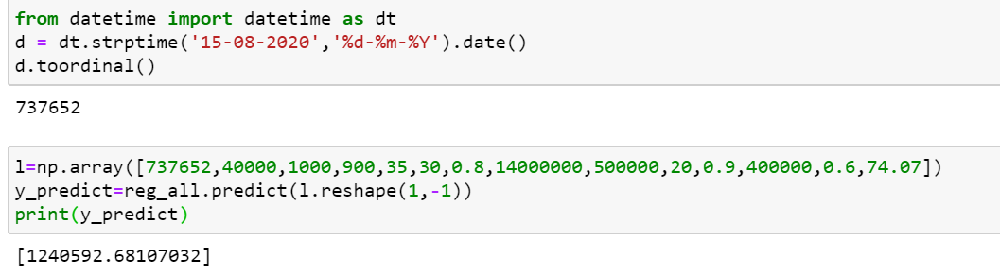 from datetime import datetime as dt
d = dt.strptime('15-08-2020','%d-%m-%Y').date()
d.toordinal()
737652
l=np.array([737652,40000,1000,900,35,30,0.8,14000000,500000,20,0.9,400000,0.6,74.07])
y_predict=reg_all.predict(l.reshape(1,-1))
print(y_predict)
[1240592.68107032]